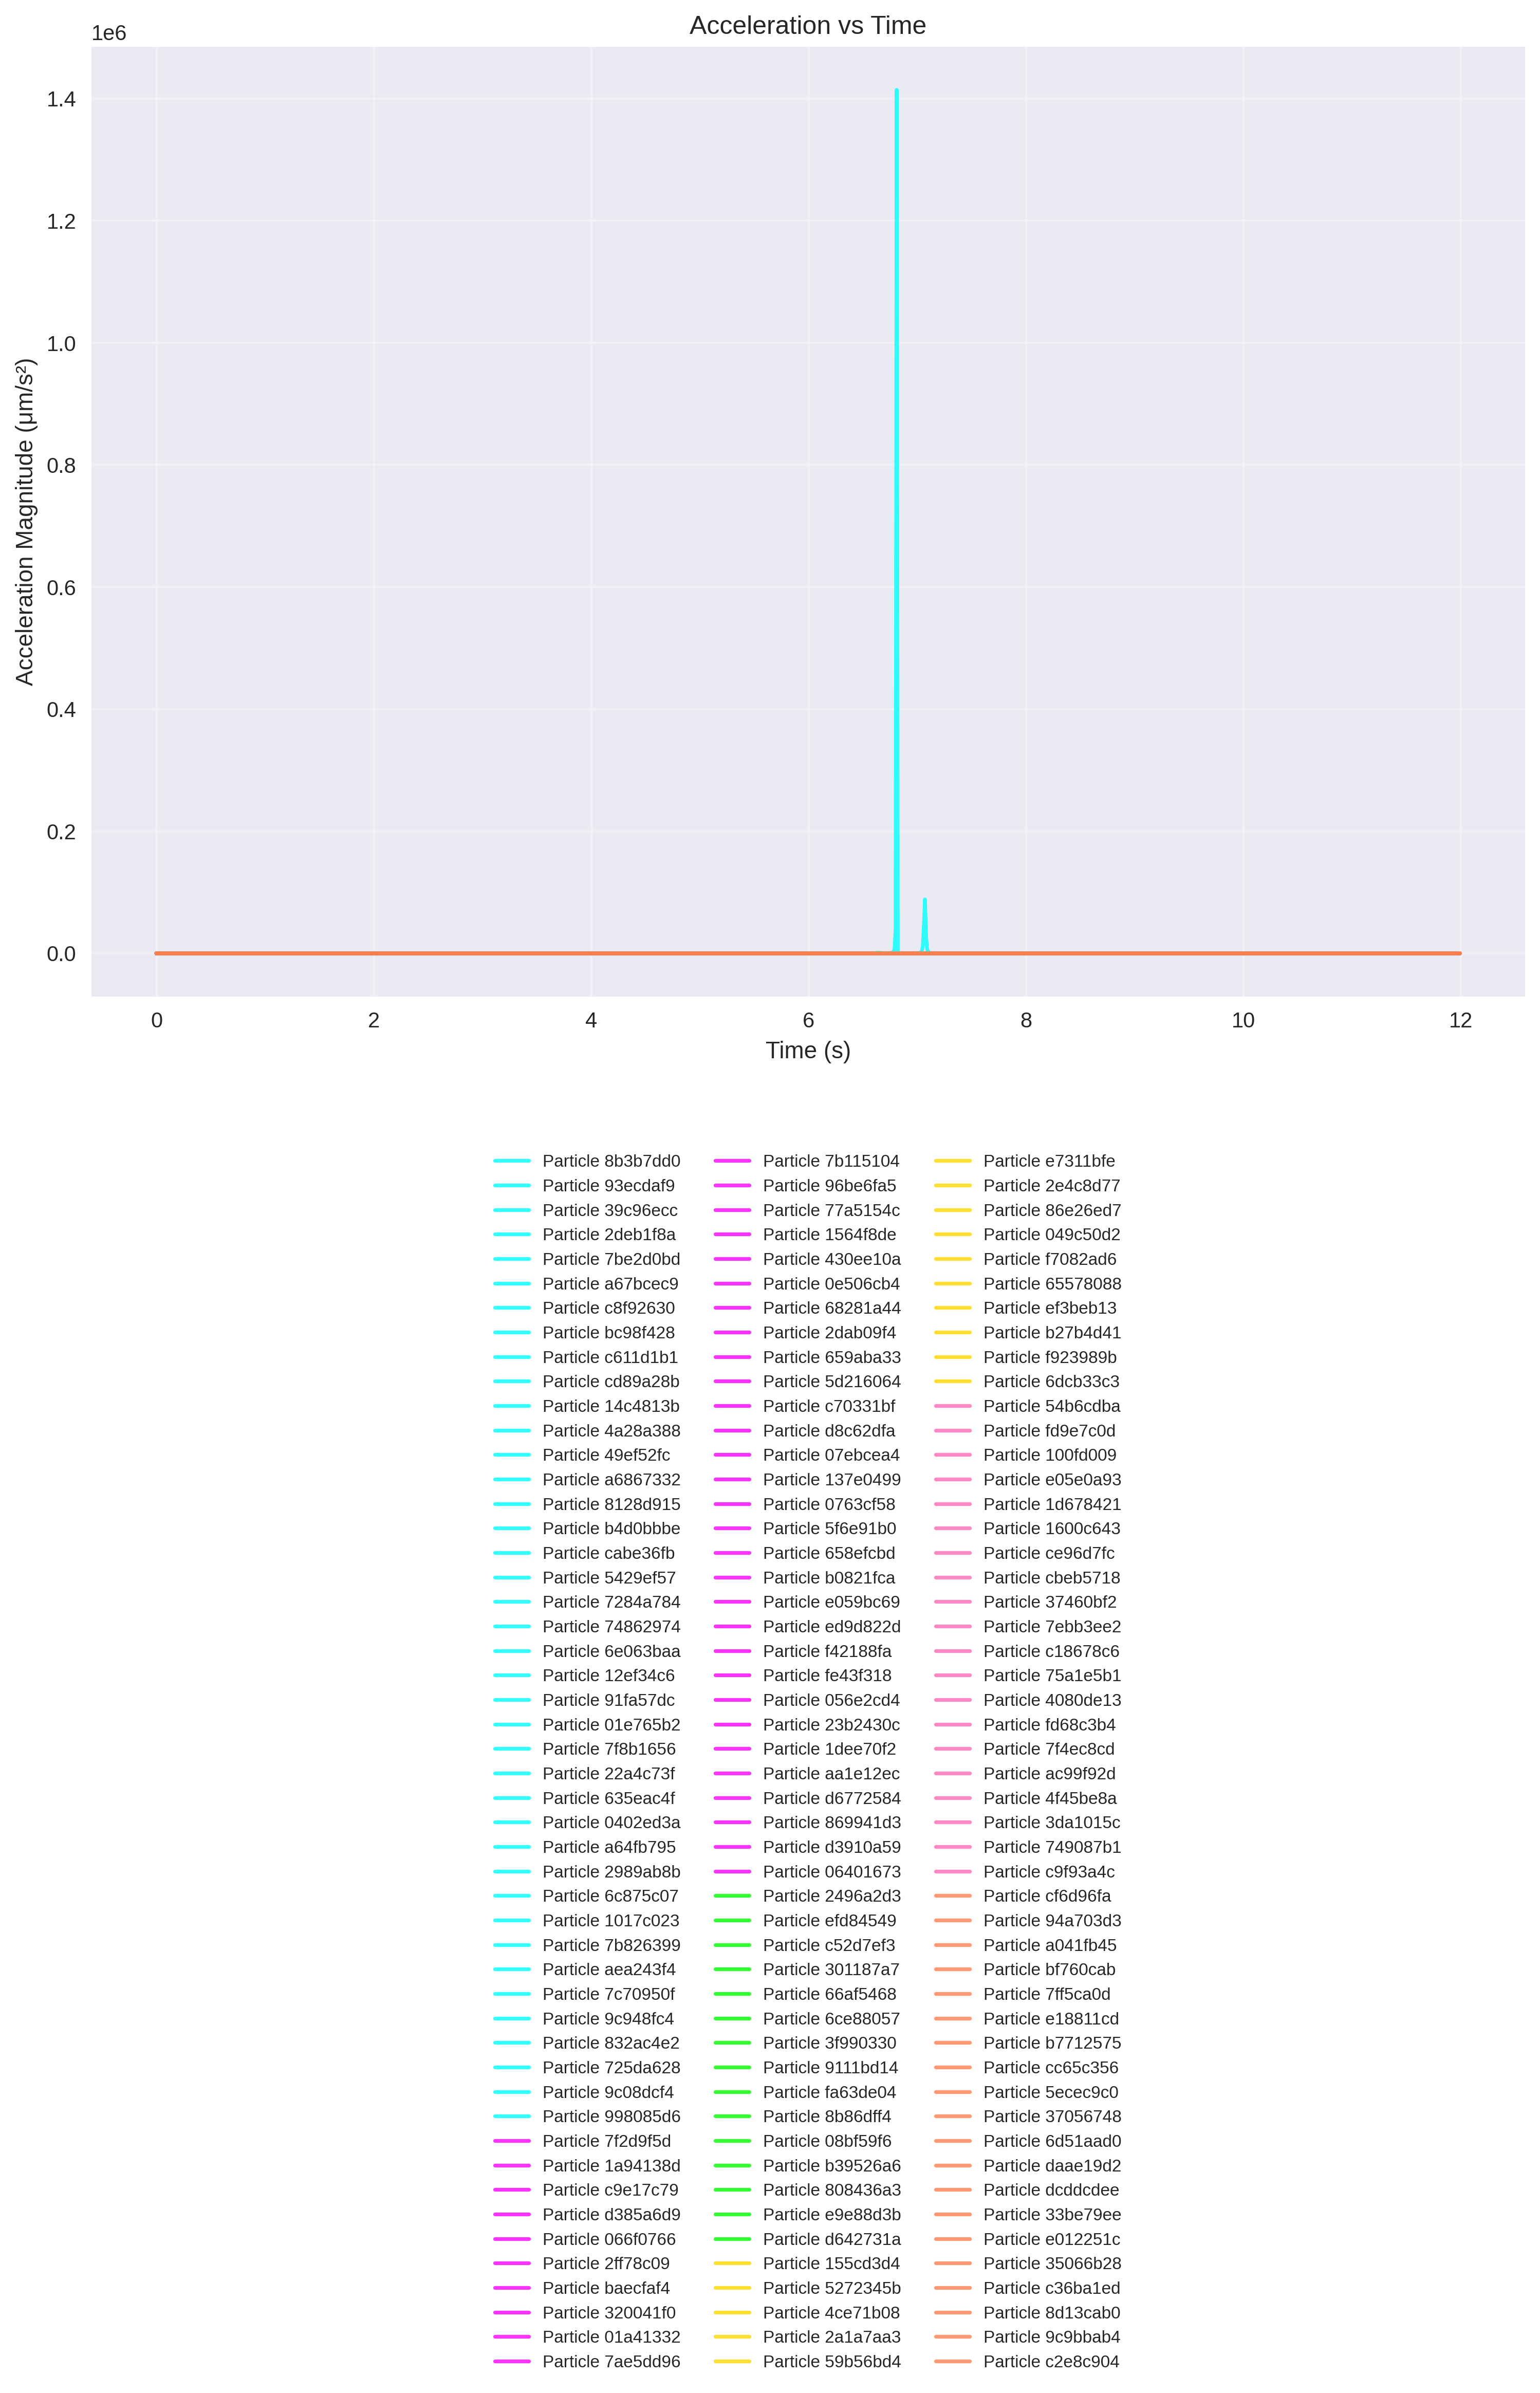 Acceleration vs Time
1e6
1.4
1.2
1.0
0.8
0.6
0.4
0.2
0.0
Acceleration Magnitude (μm/s²)
0 2 4 6 8 10 12
Time (s)
Particle 8b3b7dd0
Particle 93ecdaf9
Particle 39c96ecc
Particle 2deb1f8a
Particle 7be2d0bd
Particle a67bcec9
Particle c8f92630
Particle bc98f428
Particle c611d1b1
Particle cd89a28b
Particle 14c4813b
Particle 4a28a388
Particle 49ef52fc
Particle a6867332
Particle 8128d915
Particle b4d0bbbe
Particle cabe36fb
Particle 5429ef57
Particle 7284a784
Particle 74862974
Particle 6e063baa
Particle 12ef34c6
Particle 91fa57dc
Particle 01e765b2
Particle 7f8b1656
Particle 22a4c73f
Particle 635eac4f
Particle 0402ed3a
Particle a64fb795
Particle 2989ab8b
Particle 6c875c07
Particle 1017c023
Particle 7b826399
Particle aea243f4
Particle 7c70950f
Particle 9c948fc4
Particle 832ac4e2
Particle 725da628
Particle 9c08dcf4
Particle 998085d6
Particle 7f2d9f5d
Particle 1a94138d
Particle c9e17c79
Particle d385a6d9
Particle 066f0766
Particle 2ff78c09
Particle baecfaf4
Particle 320041f0
Particle 01a41332
Particle 7ae5dd96
Particle 7b115104
Particle 96be6fa5
Particle 77a5154c
Particle 1564f8de
Particle 430ee10a
Particle 0e506cb4
Particle 68281a44
Particle 2dab09f4
Particle 659aba33
Particle 5d216064
Particle c70331bf
Particle d8c62dfa
Particle 07ebcea4
Particle 137e0499
Particle 0763cf58
Particle 5f6e91b0
Particle 658efcbd
Particle b0821fca
Particle e059bc69
Particle ed9d822d
Particle f42188fa
Particle fe43f318
Particle 056e2cd4
Particle 23b2430c
Particle 1dee70f2
Particle aa1e12ec
Particle d6772584
Particle 869941d3
Particle d3910a59
Particle 06401673
Particle 2496a2d3
Particle efd84549
Particle c52d7ef3
Particle 301187a7
Particle 66af5468
Particle 6ce88057
Particle 3f990330
Particle 9111bd14
Particle fa63de04
Particle 8b86dff4
Particle 08bf59f6
Particle b39526a6
Particle 808436a3
Particle e9e88d3b
Particle d642731a
Particle 155cd3d4
Particle 5272345b
Particle 4ce71b08
Particle 2a1a7aa3
Particle 59b56bd4
Particle e7311bfe
Particle 2e4c8d77
Particle 86e26ed7
Particle 049c50d2
Particle f7082ad6
Particle 65578088
Particle ef3beb13
Particle b27b4d41
Particle f923989b
Particle 6dcb33c3
Particle 54b6cdba
Particle fd9e7c0d
Particle 100fd009
Particle e05e0a93
Particle 1d678421
Particle 1600c643
Particle ce96d7fc
Particle cbeb5718
Particle 37460bf2
Particle 7ebb3ee2
Particle c18678c6
Particle 75a1e5b1
Particle 4080de13
Particle fd68c3b4
Particle 7f4ec8cd
Particle ac99f92d
Particle 4f45be8a
Particle 3da1015c
Particle 749087b1
Particle c9f93a4c
Particle cf6d96fa
Particle 94a703d3
Particle a041fb45
Particle bf760cab
Particle 7ff5ca0d
Particle e18811cd
Particle b7712575
Particle cc65c356
Particle 5ecec9c0
Particle 37056748
Particle 6d51aad0
Particle daae19d2
Particle dcddcdee
Particle 33be79ee
Particle e012251c
Particle 35066b28
Particle c36ba1ed
Particle 8d13cab0
Particle 9c9bbab4
Particle c2e8c904